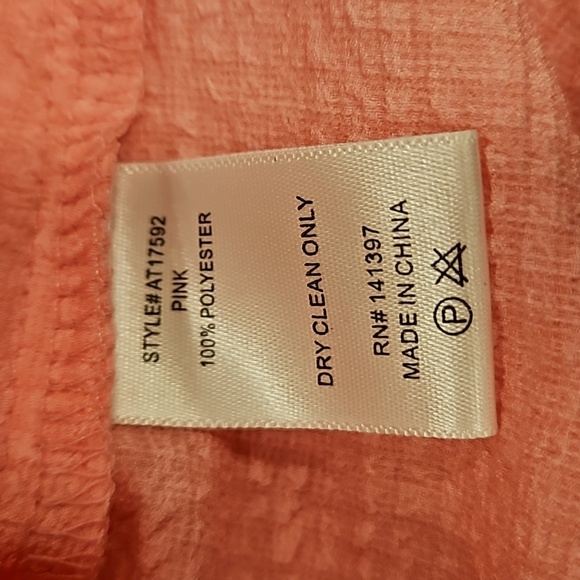 STYLE# AT17592
PINK
100% POLYESTER
DRY CLEAN ONLY
RN# 141397
MADE IN CHINA
P